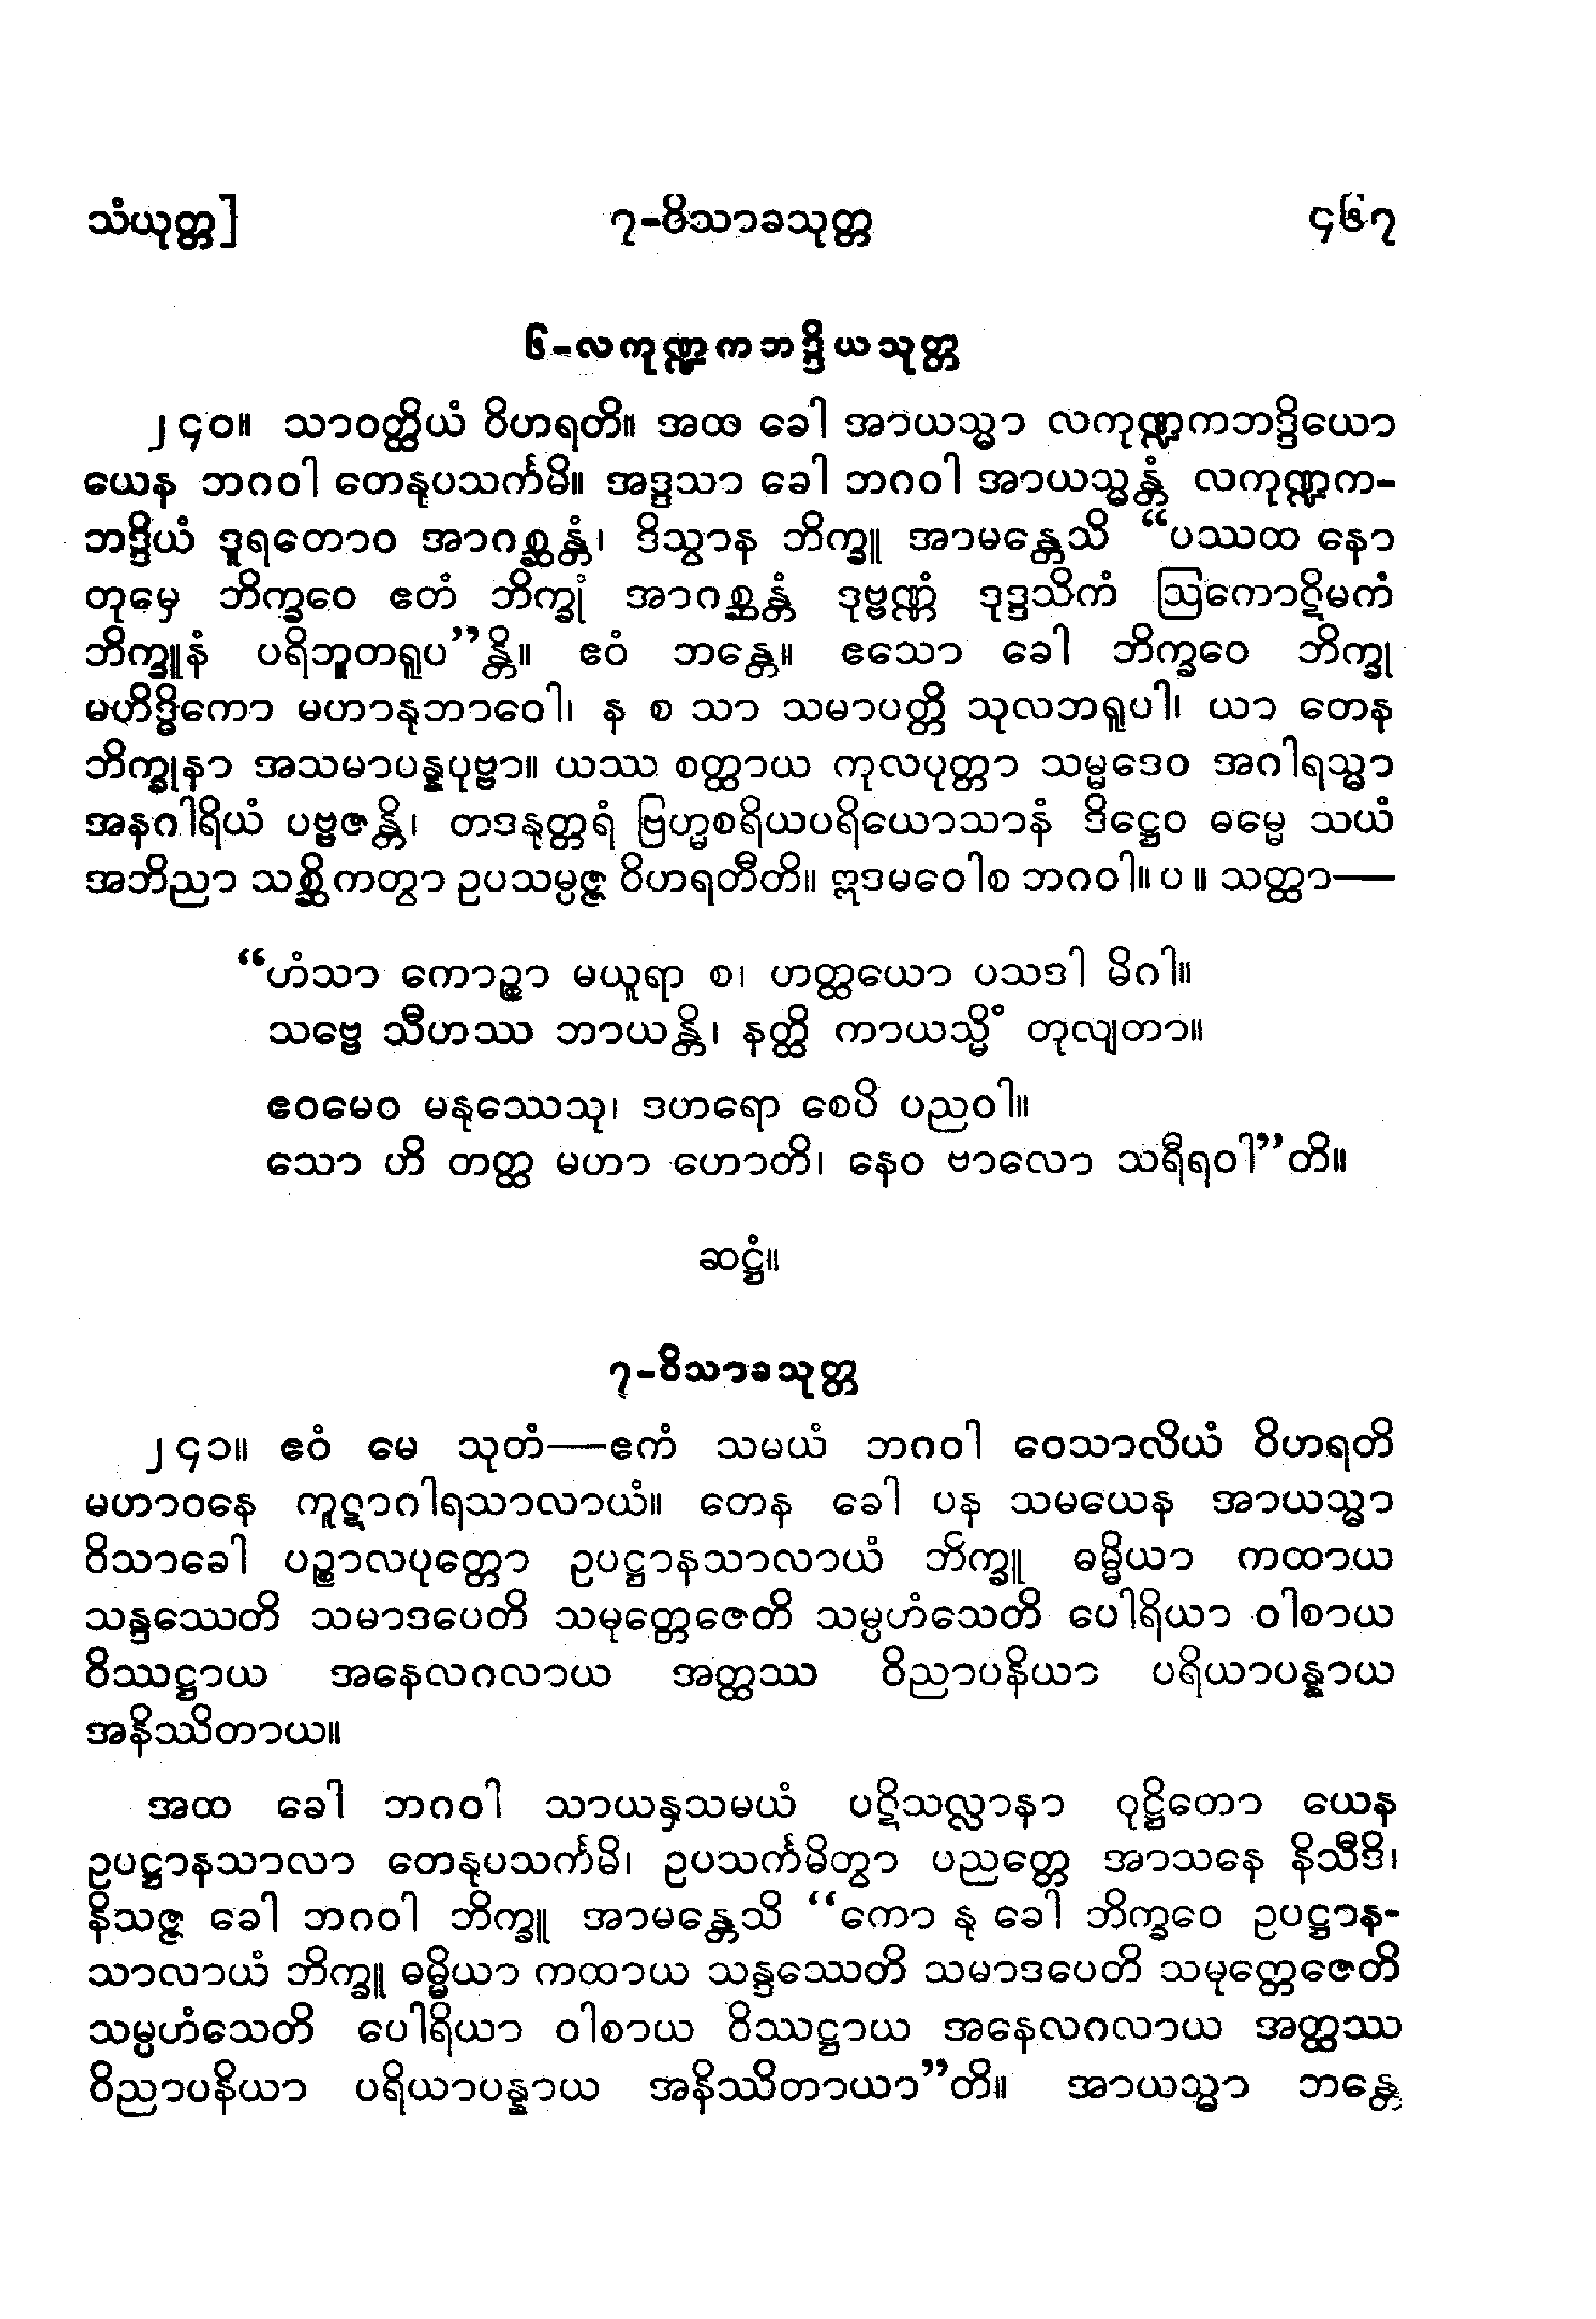 သံယုတ္တ] ၇-ဝိသာခသုတ္တ ၄၆၇
၆-လကုဏ္ဍကဘဒ္ဒိယသုတ္တ
၂၄၀။ သာဝတ္ထိယံ ဝိဟရတိ။ အထ ခေါ အာယသ္မာ လကုဏ္ဍကဘဒ္ဒိယော
ယေန ဘဂဝါ တေနုပသင်္ကမိ။ အဒ္ဒသာ ခေါ ဘဂဝါ အာယသ္မန္တံ လကုဏ္ဍက-
ဘဒ္ဒိယံ ဒူရတောဝ အာဂစ္ဆန္တံ၊ ဒိသွာန ဘိက္ခူ အာမန္တေသိ “ပဿထ နော
တုမှေ ဘိက္ခဝေ ဧတံ ဘိက္ခုံ အာဂစ္ဆန္တံ ဒုဗ္ဗဏ္ဏံ ဒုဒ္ဒသိကံ ဩကောဋိမကံ
ဘိက္ခူနံ ပရိဘူတရူပ”န္တိ။ ဧဝံ ဘန္တေ။ ဧသော ခေါ ဘိက္ခဝေ ဘိက္ခု
မဟိဒ္ဓိကော မဟာနုဘာဝေါ၊ န စ သာ သမာပတ္တိ သုလဘရူပါ၊ ယာ တေန
ဘိက္ခုနာ အသမာပန္နပုဗ္ဗာ။ ယဿ စတ္ထာယ ကုလပုတ္တာ သမ္မဒေဝ အဂါရသ္မာ
အနဂါရိယံ ပဗ္ဗဇန္တိ၊ တဒနုတ္တရံ ဗြဟ္မစရိယပရိယောသာနံ ဒိဋ္ဌေဝ ဓမ္မေ သယံ
အဘိညာ သစ္ဆိကတွာ ဥပသမ္ပဇ္ဇ ဝိဟရတီတိ။ ဣဒမဝေါစ ဘဂဝါ။ ပ ။ သတ္ထာ—
“ဟံသာ ကောဉ္စာ မယူရာ စ၊ ဟတ္ထယော ပသဒါ မိဂါ။
သဗ္ဗေ သီဟဿ ဘာယန္တိ၊ နတ္ထိ ကာယသ္မိံ တုလျတာ။
ဧဝမေဝ မနုဿေသု၊ ဒဟရော စေပိ ပညဝါ။
သော ဟိ တတ္ထ မဟာ ဟောတိ၊ နေဝ ဗာလော သရီရဝါ”တိ။
ဆဋ္ဌံ။
၇-ဝိသာခသုတ္တ
၂၄၁။ ဧဝံ မေ သုတံ—ဧကံ သမယံ ဘဂဝါ ဝေသာလိယံ ဝိဟရတိ
မဟာဝနေ ကူဋာဂါရသာလာယံ။ တေန ခေါ ပန သမယေန အာယသ္မာ
ဝိသာခေါ ပဉ္စာလပုတ္တော ဥပဋ္ဌာနသာလာယံ ဘိက္ခူ ဓမ္မိယာ ကထာယ
သန္ဒဿေတိ သမာဒပေတိ သမုတ္တေဇေတိ သမ္ပဟံသေတိ ပေါရိယာ ဝါစာယ
ဝိဿဋ္ဌာယ အနေလဂလာယ အတ္ထဿ ဝိညာပနိယာ ပရိယာပန္နာယ
အနိဿိတာယ။
အထ ခေါ ဘဂဝါ သာယနှသမယံ ပဋိသလ္လာနာ ဝုဋ္ဌိတော ယေန
ဥပဋ္ဌာနသာလာ တေနုပသင်္ကမိ၊ ဥပသင်္ကမိတွာ ပညတ္တေ အာသနေ နိသီဒိ၊
နိသဇ္ဇ ခေါ ဘဂဝါ ဘိက္ခူ အာမန္တေသိ “ကော နု ခေါ ဘိက္ခဝေ ဥပဋ္ဌာန-
သာလာယံ ဘိက္ခူ ဓမ္မိယာ ကထာယ သန္ဒဿေတိ သမာဒပေတိ သမုတ္တေဇေတိ
သမ္ပဟံသေတိ ပေါရိယာ ဝါစာယ ဝိဿဋ္ဌာယ အနေလဂလာယ အတ္ထဿ
ဝိညာပနိယာ ပရိယာပန္နာယ အနိဿိတာယာ”တိ။ အာယသ္မာ ဘန္တေ